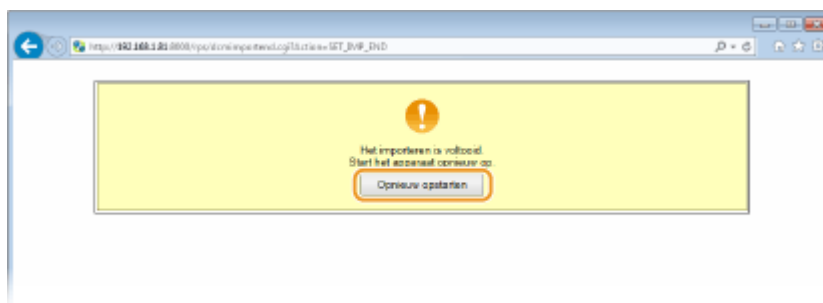 Het importeren is voltooid.
Start het apparaat opnieuw op.
Opnieuw opstarten